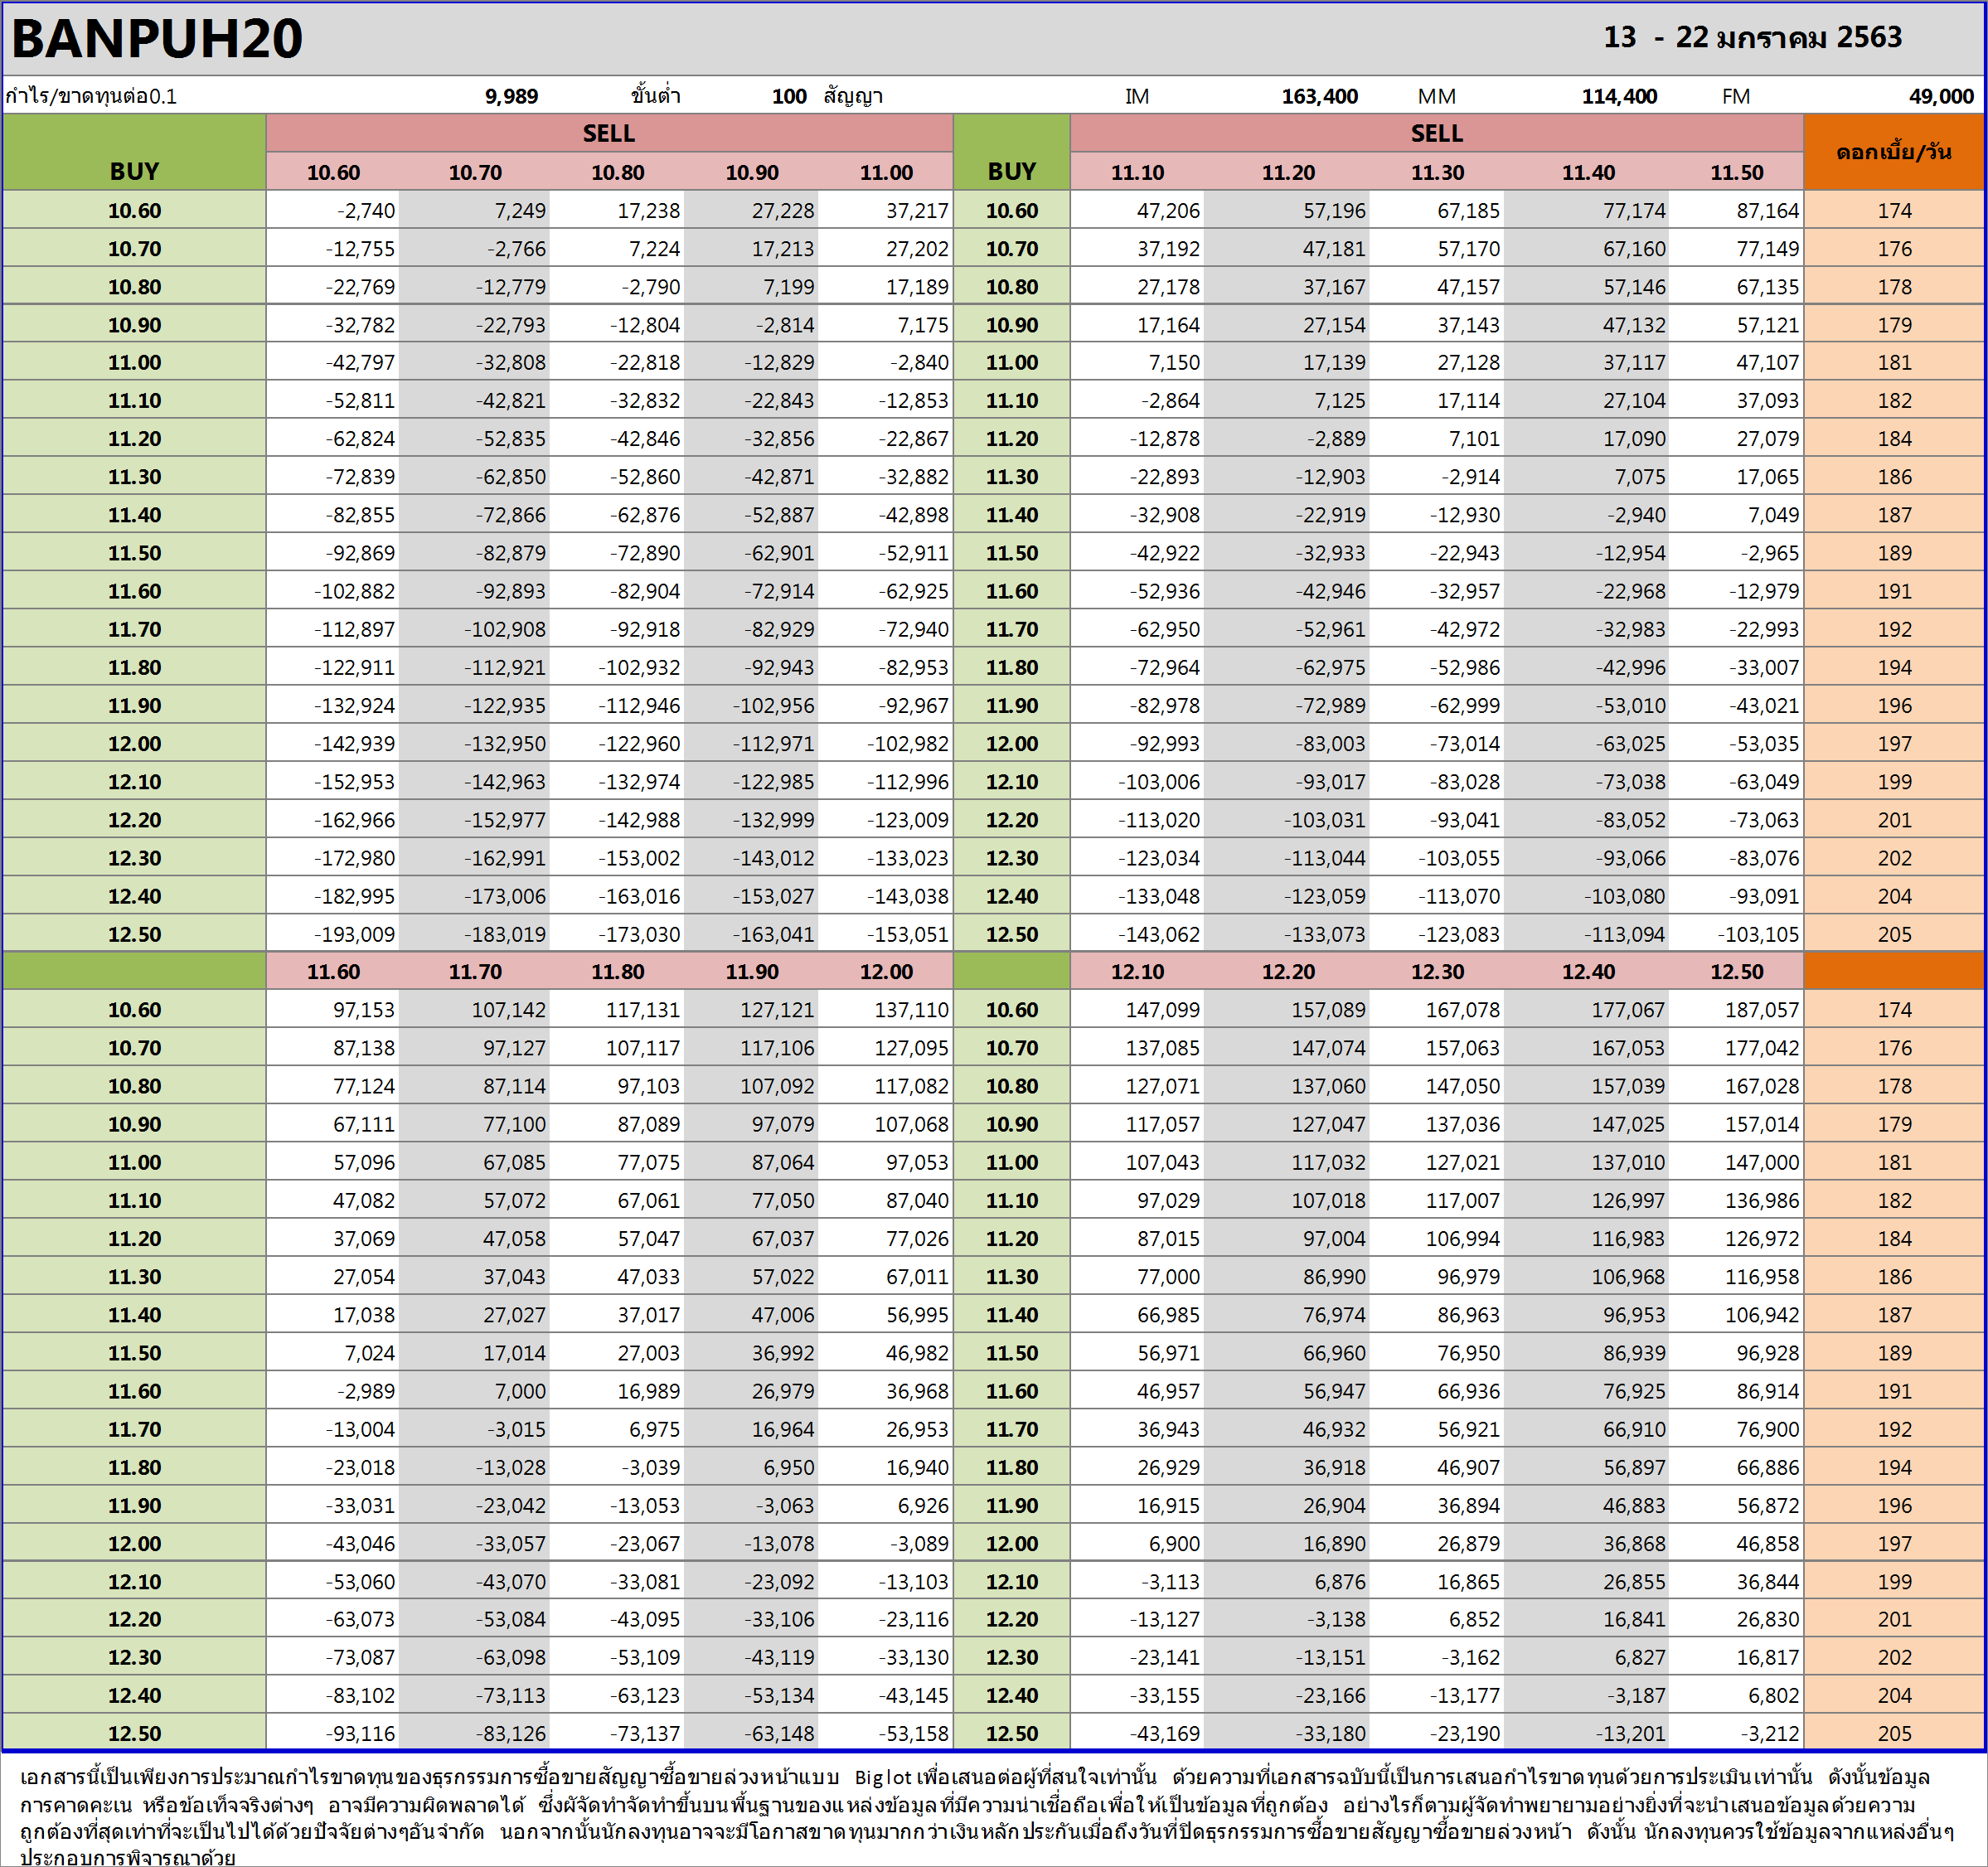 BANPUH20 13 - 22 มกราคม 2563
กำไร/ขาดทุนต่อ0.1 9,989 ขั้นต่ำ 100 สัญญา IM 163,400 MM 114,400 FM 49,000
SELL SELL
BUY BUY ดอกเบี้ย/วัน
10.60 10.70 10.80 10.90 11.00 11.10 11.20 11.30 11.40 11.50
10.60 -2,740 7,249 17,238 27,228 37,217 10.60 47,206 57,196 67,185 77,174 87,164 174
10.70 -12,755 -2,766 7,224 17,213 27,202 10.70 37,192 47,181 57,170 67,160 77,149 176
10.80 -22,769 -12,779 -2,790 7,199 17,189 10.80 27,178 37,167 47,157 57,146 67,135 178
10.90 -32,782 -22,793 -12,804 -2,814 7,175 10.90 17,164 27,154 37,143 47,132 57,121 179
11.00 -42,797 -32,808 -22,818 -12,829 -2,840 11.00 7,150 17,139 27,128 37,117 47,107 181
11.10 -52,811 -42,821 -32,832 -22,843 -12,853 11.10 -2,864 7,125 17,114 27,104 37,093 182
11.20 -62,824 -52,835 -42,846 -32,856 -22,867 11.20 -12,878 -2,889 7,101 17,090 27,079 184
11.30 -72,839 -62,850 -52,860 -42,871 -32,882 11.30 -22,893 -12,903 -2,914 7,075 17,065 186
11.40 -82,855 -72,866 -62,876 -52,887 -42,898 11.40 -32,908 -22,919 -12,930 -2,940 7,049 187
11.50 -92,869 -82,879 -72,890 -62,901 -52,911 11.50 -42,922 -32,933 -22,943 -12,954 -2,965 189
11.60 -102,882 -92,893 -82,904 -72,914 -62,925 11.60 -52,936 -42,946 -32,957 -22,968 -12,979 191
11.70 -112,897 -102,908 -92,918 -82,929 -72,940 11.70 -62,950 -52,961 -42,972 -32,983 -22,993 192
11.80 -122,911 -112,921 -102,932 -92,943 -82,953 11.80 -72,964 -62,975 -52,986 -42,996 -33,007 194
11.90 -132,924 -122,935 -112,946 -102,956 -92,967 11.90 -82,978 -72,989 -62,999 -53,010 -43,021 196
12.00 -142,939 -132,950 -122,960 -112,971 -102,982 12.00 -92,993 -83,003 -73,014 -63,025 -53,035 197
12.10 -152,953 -142,963 -132,974 -122,985 -112,996 12.10 -103,006 -93,017 -83,028 -73,038 -63,049 199
12.20 -162,966 -152,977 -142,988 -132,999 -123,009 12.20 -113,020 -103,031 -93,041 -83,052 -73,063 201
12.30 -172,980 -162,991 -153,002 -143,012 -133,023 12.30 -123,034 -113,044 -103,055 -93,066 -83,076 202
12.40 -182,995 -173,006 -163,016 -153,027 -143,038 12.40 -133,048 -123,059 -113,070 -103,080 -93,091 204
12.50 -193,009 -183,019 -173,030 -163,041 -153,051 12.50 -143,062 -133,073 -123,083 -113,094 -103,105 205
11.60 11.70 11.80 11.90 12.00 12.10 12.20 12.30 12.40 12.50
10.60 97,153 107,142 117,131 127,121 137,110 10.60 147,099 157,089 167,078 177,067 187,057 174
10.70 87,138 97,127 107,117 117,106 127,095 10.70 137,085 147,074 157,063 167,053 177,042 176
10.80 77,124 87,114 97,103 107,092 117,082 10.80 127,071 137,060 147,050 157,039 167,028 178
10.90 67,111 77,100 87,089 97,079 107,068 10.90 117,057 127,047 137,036 147,025 157,014 179
11.00 57,096 67,085 77,075 87,064 97,053 11.00 107,043 117,032 127,021 137,010 147,000 181
11.10 47,082 57,072 67,061 77,050 87,040 11.10 97,029 107,018 117,007 126,997 136,986 182
11.20 37,069 47,058 57,047 67,037 77,026 11.20 87,015 97,004 106,994 116,983 126,972 184
11.30 27,054 37,043 47,033 57,022 67,011 11.30 77,000 86,990 96,979 106,968 116,958 186
11.40 17,038 27,027 37,017 47,006 56,995 11.40 66,985 76,974 86,963 96,953 106,942 187
11.50 7,024 17,014 27,003 36,992 46,982 11.50 56,971 66,960 76,950 86,939 96,928 189
11.60 -2,989 7,000 16,989 26,979 36,968 11.60 46,957 56,947 66,936 76,925 86,914 191
11.70 -13,004 -3,015 6,975 16,964 26,953 11.70 36,943 46,932 56,921 66,910 76,900 192
11.80 -23,018 -13,028 -3,039 6,950 16,940 11.80 26,929 36,918 46,907 56,897 66,886 194
11.90 -33,031 -23,042 -13,053 -3,063 6,926 11.90 16,915 26,904 36,894 46,883 56,872 196
12.00 -43,046 -33,057 -23,067 -13,078 -3,089 12.00 6,900 16,890 26,879 36,868 46,858 197
12.10 -53,060 -43,070 -33,081 -23,092 -13,103 12.10 -3,113 6,876 16,865 26,855 36,844 199
12.20 -63,073 -53,084 -43,095 -33,106 -23,116 12.20 -13,127 -3,138 6,852 16,841 26,830 201
12.30 -73,087 -63,098 -53,109 -43,119 -33,130 12.30 -23,141 -13,151 -3,162 6,827 16,817 202
12.40 -83,102 -73,113 -63,123 -53,134 -43,145 12.40 -33,155 -23,166 -13,177 -3,187 6,802 204
12.50 -93,116 -83,126 -73,137 -63,148 -53,158 12.50 -43,169 -33,180 -23,190 -13,201 -3,212 205
เอกสารนี้เป็นเพียงการประมาณกำไรขาดทุนของธุรกรรมการซื้อขายสัญญาซื้อขายล่วงหน้าแบบ Biglotเพื่อเสนอต่อผู้ที่สนใจเท่านั้น ด้วยความที่เอกสารฉบับนี้เป็นการเสนอกำไรขาดทุนด้วยการประเมินเท่านั้น ดังนั้นข้อมูล
การคาดคะเน หรือข้อเท็จจริงต่างๆ อาจมีความผิดพลาดได้ ซึ่งผัจัดทำจัดทำขึ้นบนพื้นฐานของแหล่งข้อมูลที่มีความน่าเชื่อถือเพื่อให้เป็นข้อมูลที่ถูกต้อง อย่างไรก็ตามผู้จัดทำพยายามอย่างยิ่งที่จะนำเสนอข้อมูลด้วยความ
ถูกต้องที่สุดเท่าที่จะเป็นไปได้ด้วยปัจจัยต่างๆอันจำกัด นอกจากนั้นนักลงทุนอาจจะมีโอกาสขาดทุนมากกว่าเงินหลักประกันเมื่อถึงวันที่ปิดธุรกรรมการซื้อขายสัญญาซื้อขายล่วงหน้า ดังนั้น นักลงทุนควรใช้ข้อมูลจากแหล่งอื่นๆ
ประกอบการพิจารณาด้วย